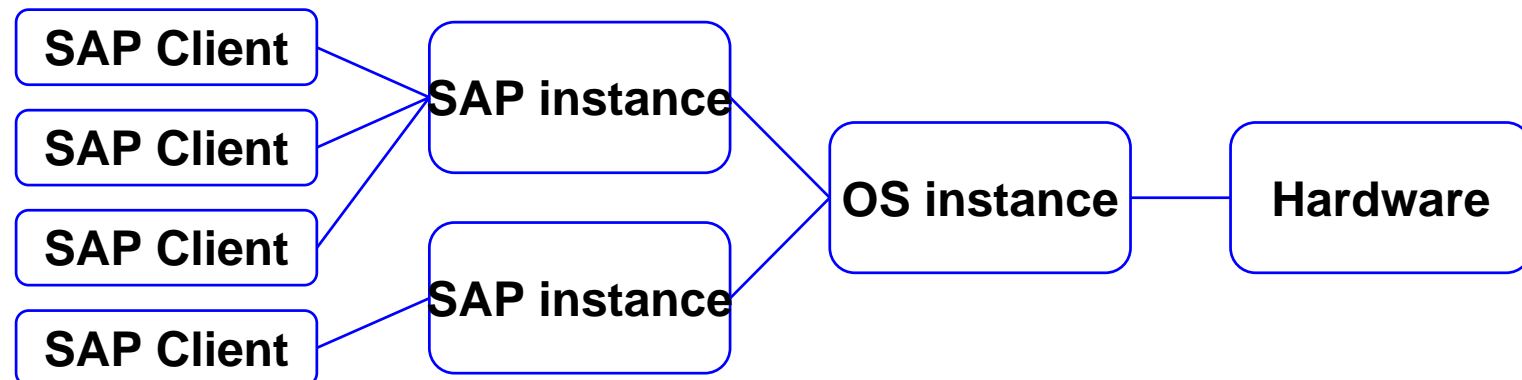 SAP Client
SAP Client
SAP Client
SAP Client
SAP instance
SAP instance
OS instance
Hardware